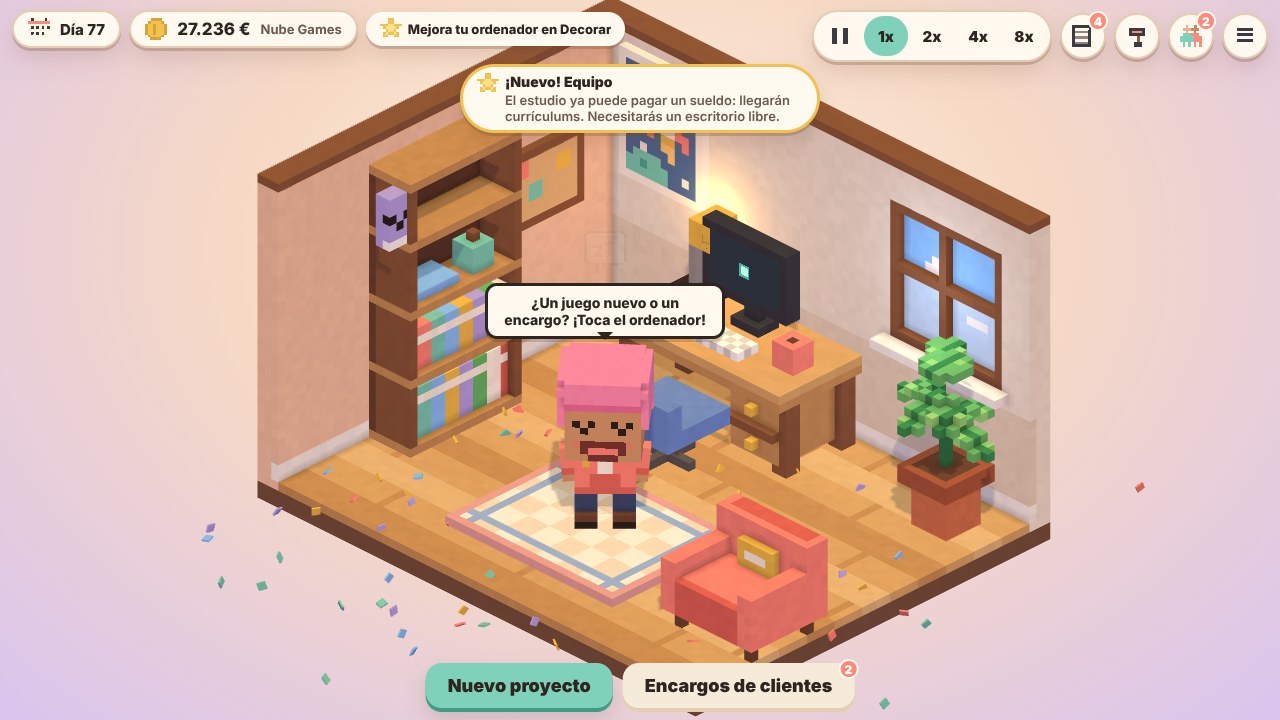 Día 77
27.236 € Nube Games
Mejora tu ordenador en Decorar
1x 2x 4x 8x
4
2
¡Nuevo! Equipo
El estudio ya puede pagar un sueldo: llegarán
currículums. Necesitarás un escritorio libre.
¿Un juego nuevo o un
encargo? ¡Toca el ordenador!
Nuevo proyecto
Encargos de clientes
2